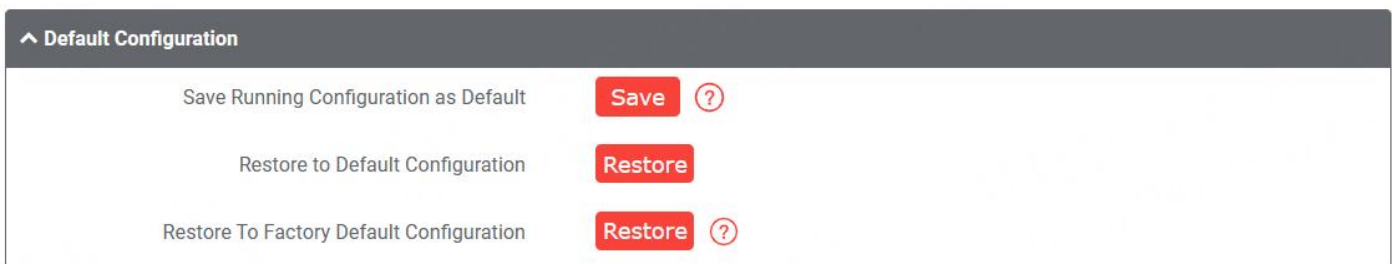 Default Configuration
Save Running Configuration as Default Save ?
Restore to Default Configuration Restore
Restore To Factory Default Configuration Restore ?